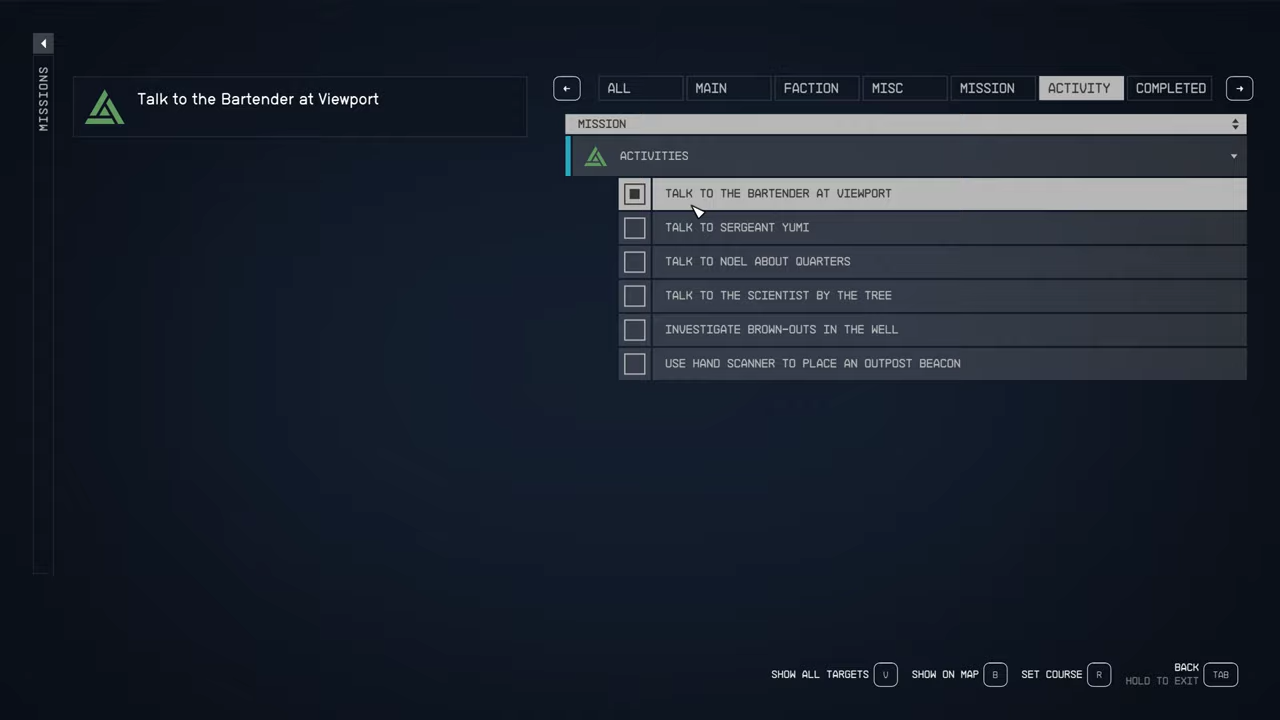 MISSIONS
Talk to the Bartender at Viewport
ALL MAIN FACTION MISC MISSION ACTIVITY COMPLETED
MISSION
ACTIVITIES
TALK TO THE BARTENDER AT VIEWPORT
TALK TO SERGEANT YUMI
TALK TO NOEL ABOUT QUARTERS
TALK TO THE SCIENTIST BY THE TREE
INVESTIGATE BROWN-OUTS IN THE WELL
USE HAND SCANNER TO PLACE AN OUTPOST BEACON
SHOW ALL TARGETS V SHOW ON MAP B SET COURSE R BACK TAB
HOLD TO EXIT